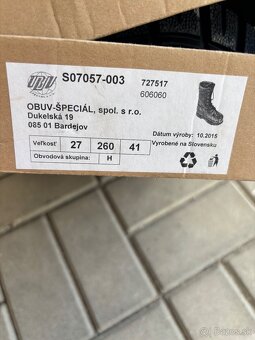 S07057-003
727517
606060
OBUV-ŠPECIÁL, spol. s r.o.
Dukelská 19
085 01 Bardejov
Dátum výroby: 10.2015
Veľkosť: 27 260 41
Vyrobené na Slovensku
Obvodová skupina: H